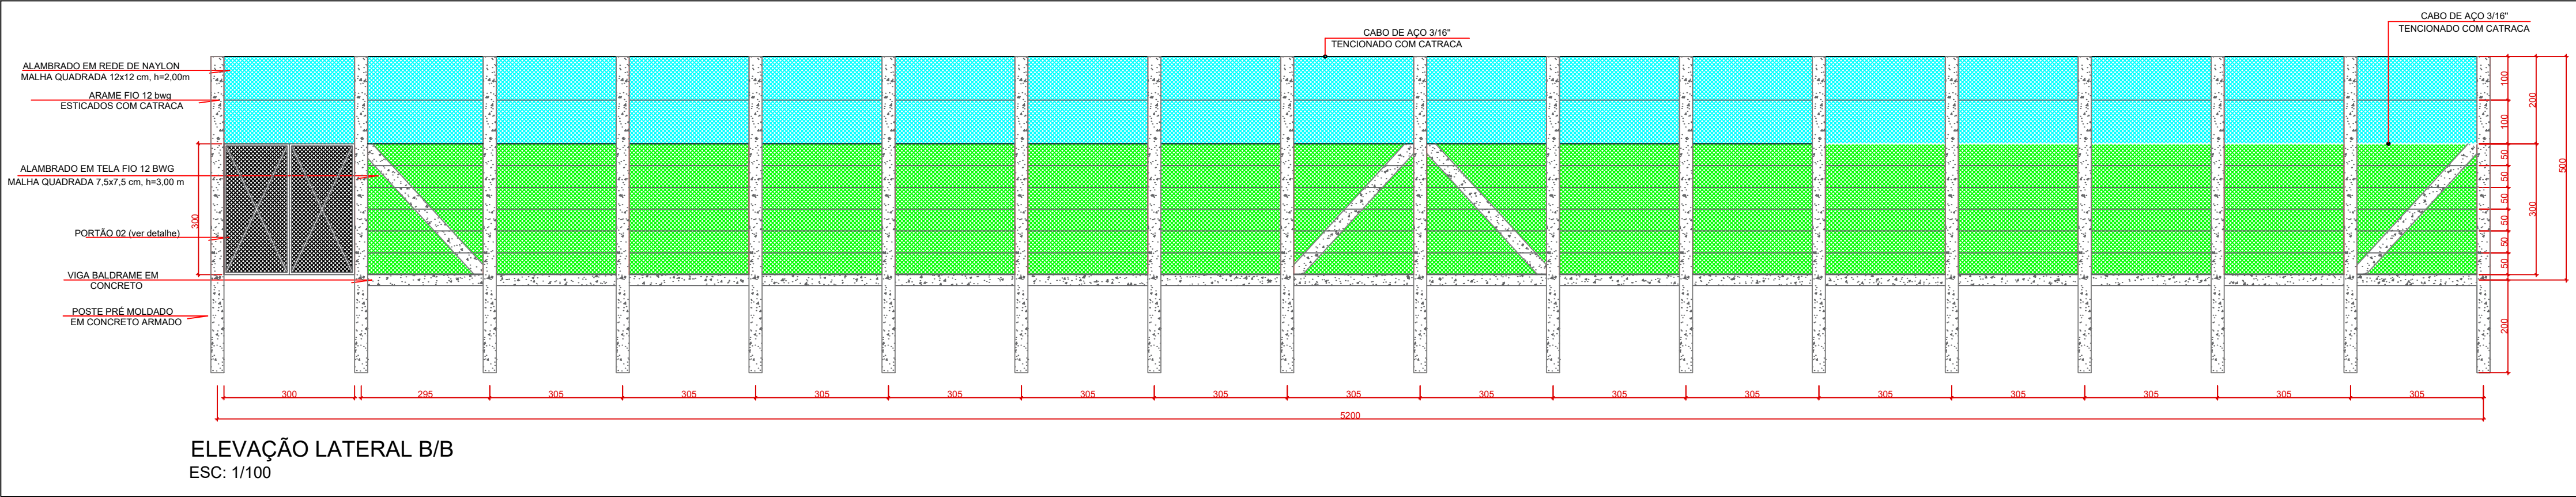 CABO DE AÇO 3/16"
TENCIONADO COM CATRACA
CABO DE AÇO 3/16"
TENCIONADO COM CATRACA
ALAMBRADO EM REDE DE NAYLON
MALHA QUADRADA 12x12 cm, h=2,00m
ARAME FIO 12 bwg
ESTICADOS COM CATRACA
ALAMBRADO EM TELA FIO 12 BWG
MALHA QUADRADA 7,5x7,5 cm, h=3,00 m
300
PORTÃO 02 (ver detalhe)
VIGA BALDRAME EM
CONCRETO
POSTE PRÉ MOLDADO
EM CONCRETO ARMADO
100
100
200
50
50
50
50
50
50
300
500
200
300 295 305 305 305 305 305 305 305 305 305 305 305 305 305 305 305
5200
ELEVAÇÃO LATERAL B/B
ESC: 1/100